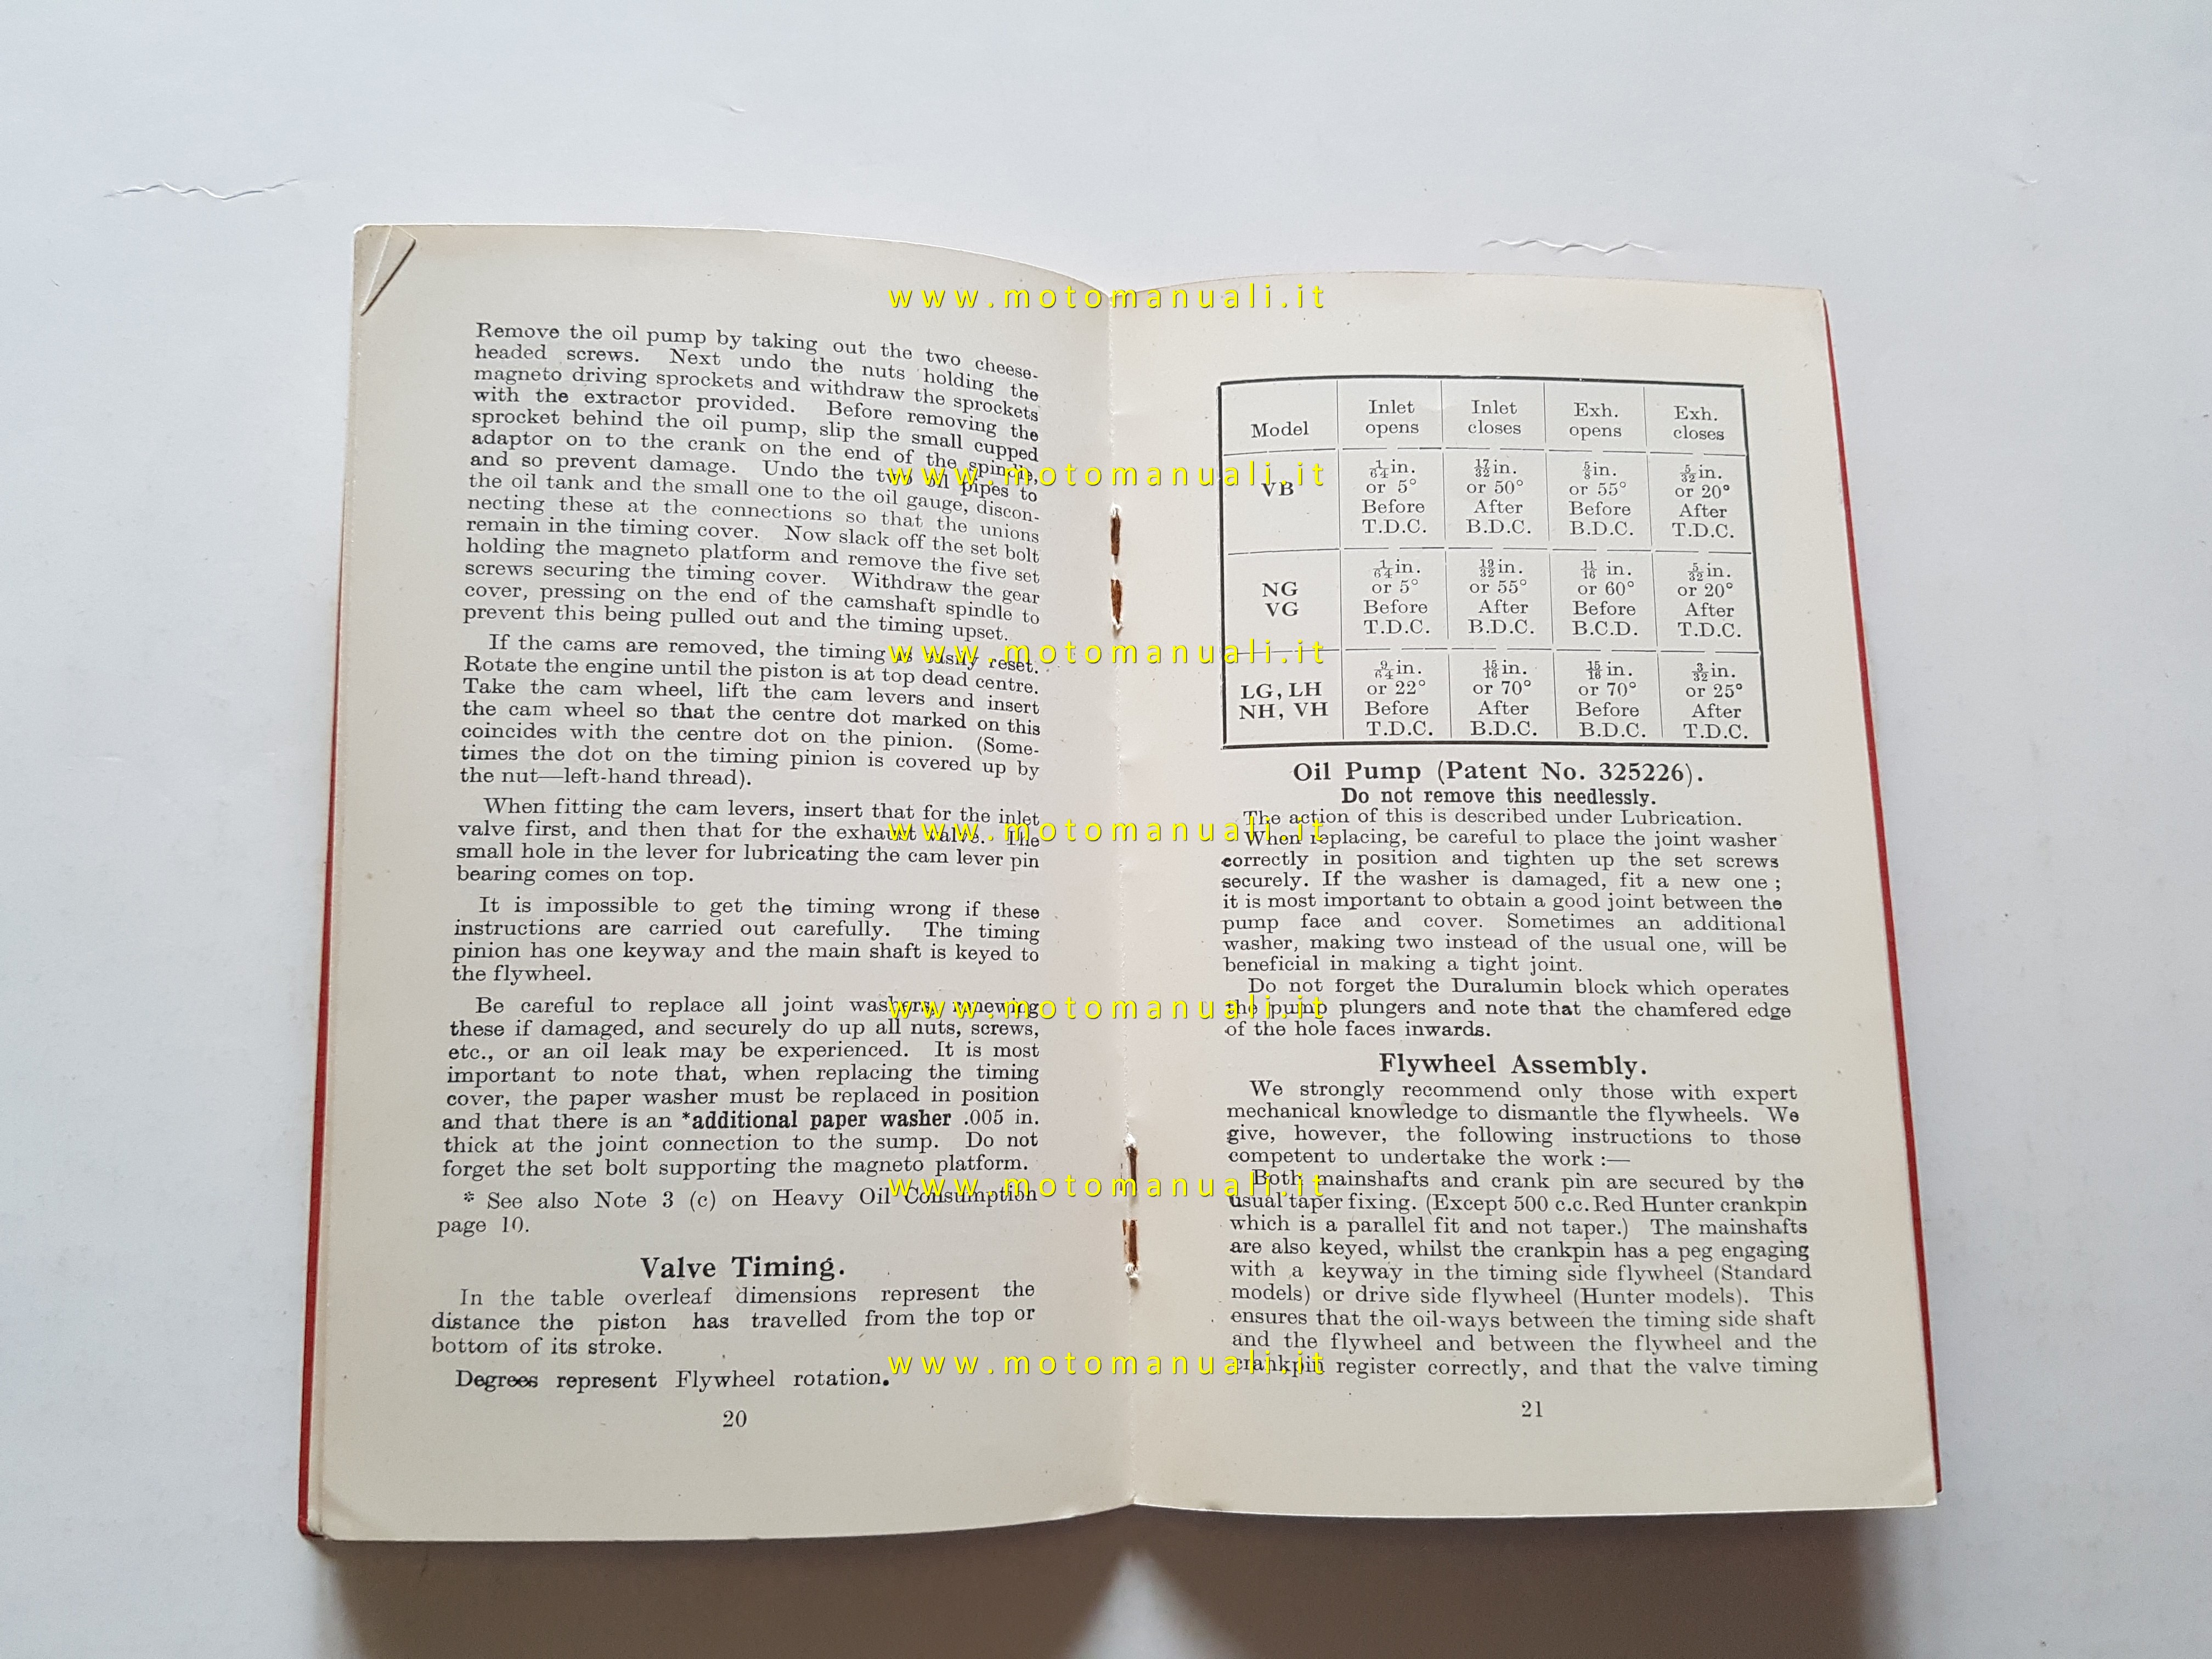 Remove the oil pump by taking out the two cheese-
headed screws. Next undo the nuts holding the
magneto driving sprockets and withdraw the sprockets
with the extractor provided. Before removing the
sprocket behind the oil pump, slip the small cupped
adaptor on to the crank on the end of the spindle,
and so prevent damage. Undo the two oil pipes to
the oil tank and the small one to the oil gauge, discon-
necting these at the connections so that the unions
remain in the timing cover. Now slack off the set bolt
holding the magneto platform and remove the five set
screws securing the timing cover. Withdraw the gear
cover, pressing on the end of the camshaft spindle to
prevent this being pulled out and the timing upset.
If the cams are removed, the timing is easily reset.
Rotate the engine until the piston is at top dead centre.
Take the cam wheel, lift the cam levers and insert
the cam wheel so that the centre dot marked on this
coincides with the centre dot on the pinion. (Some-
times the dot on the timing pinion is covered up by
the nut—left-hand thread).
When fitting the cam levers, insert that for the inlet
valve first, and then that for the exhaust valve. The
small hole in the lever for lubricating the cam lever pin
bearing comes on top.
It is impossible to get the timing wrong if these
instructions are carried out carefully. The timing
pinion has one keyway and the main shaft is keyed to
the flywheel.
Be careful to replace all joint washers, renewing
these if damaged, and securely do up all nuts, screws,
etc., or an oil leak may be experienced. It is most
important to note that, when replacing the timing
cover, the paper washer must be replaced in position
and that there is an *additional paper washer .005 in.
thick at the joint connection to the sump. Do not
forget the set bolt supporting the magneto platform.
* See also Note 3 (c) on Heavy Oil Consumption
page 10.
Valve Timing.
In the table overleaf dimensions represent the
distance the piston has travelled from the top or
bottom of its stroke.
Degrees represent Flywheel rotation.
20
Model | Inlet opens | Inlet closes | Exh. opens | Exh. closes
VB | 1/64 in. or 5° Before T.D.C. | 17/32 in. or 50° After B.D.C. | 5/8 in. or 55° Before B.D.C. | 5/32 in. or 20° After T.D.C.
NG VG | 1/64 in. or 5° Before T.D.C. | 19/32 in. or 55° After B.D.C. | 11/16 in. or 60° Before B.C.D. | 5/32 in. or 20° After T.D.C.
LG, LH NH, VH | 9/64 in. or 22° Before T.D.C. | 15/16 in. or 70° After B.D.C. | 15/16 in. or 70° Before B.D.C. | 3/32 in. or 25° After T.D.C.
Oil Pump (Patent No. 325226).
Do not remove this needlessly.
The action of this is described under Lubrication.
When replacing, be careful to place the joint washer
correctly in position and tighten up the set screws
securely. If the washer is damaged, fit a new one ;
it is most important to obtain a good joint between the
pump face and cover. Sometimes an additional
washer, making two instead of the usual one, will be
beneficial in making a tight joint.
Do not forget the Duralumin block which operates
the pump plungers and note that the chamfered edge
of the hole faces inwards.
Flywheel Assembly.
We strongly recommend only those with expert
mechanical knowledge to dismantle the flywheels. We
give, however, the following instructions to those
competent to undertake the work :—
Both mainshafts and crank pin are secured by the
usual taper fixing. (Except 500 c.c. Red Hunter crankpin
which is a parallel fit and not taper.) The mainshafts
are also keyed, whilst the crankpin has a peg engaging
with a keyway in the timing side flywheel (Standard
models) or drive side flywheel (Hunter models). This
ensures that the oil-ways between the timing side shaft
and the flywheel and between the flywheel and the
crankpin register correctly, and that the valve timing
21
www.motomanuali.it
www.motomanuali.it
www.motomanuali.it
www.motomanuali.it
www.motomanuali.it
www.motomanuali.it
www.motomanuali.it